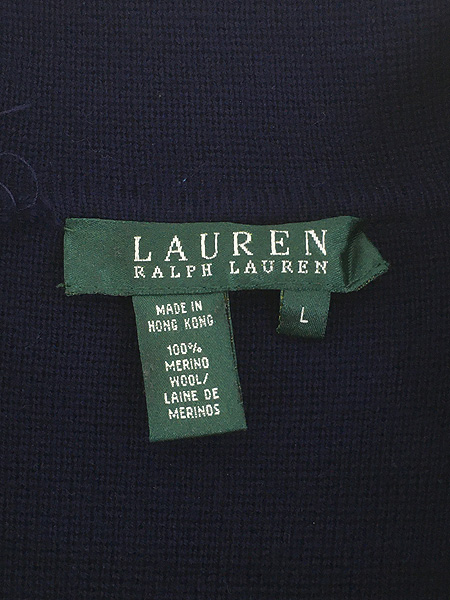 LAUREN
RALPH LAUREN
MADE IN
HONG KONG
100%
MERINO
WOOL/
LAINE DE
MERINOS
L